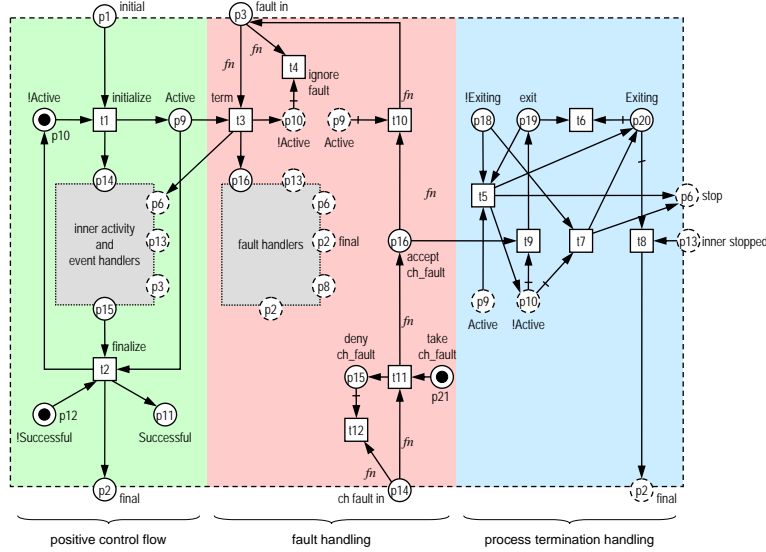 initial
p1
fault in
p3
fn
fn
t4
ignore
fault
fn
!Active
initialize
Active
term
t1
p9
t3
p10
p10
!Active
p9
!Active
t10
!Exiting
exit
Exiting
p18
p19
t6
p20
p14
p6
p16
p13
p6
fn
t5
p6
stop
inner activity
and
event handlers
p13
fault handlers
p2
final
p16
accept
ch_fault
t9
t7
t8
p13
inner stopped
p3
p8
p15
p2
p9
Active
p10
!Active
finalize
fn
deny
ch_fault
take
ch_fault
t2
p15
t11
p21
p12
!Successful
p11
Successful
t12
fn
fn
p2
final
ch fault in
p14
p2
final
positive control flow
fault handling
process termination handling